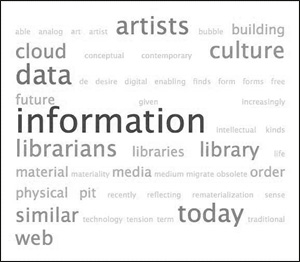 able analog art artist artists bubble building
cloud conceptual contemporary culture
data de desire digital enabling finds form forms free
future given increasingly
information intellectual kinds
librarians libraries library life
material materiality media medium migrate obsolete order
physical pit recently reflecting rematerialization sense
similar technology tension term today traditional
web